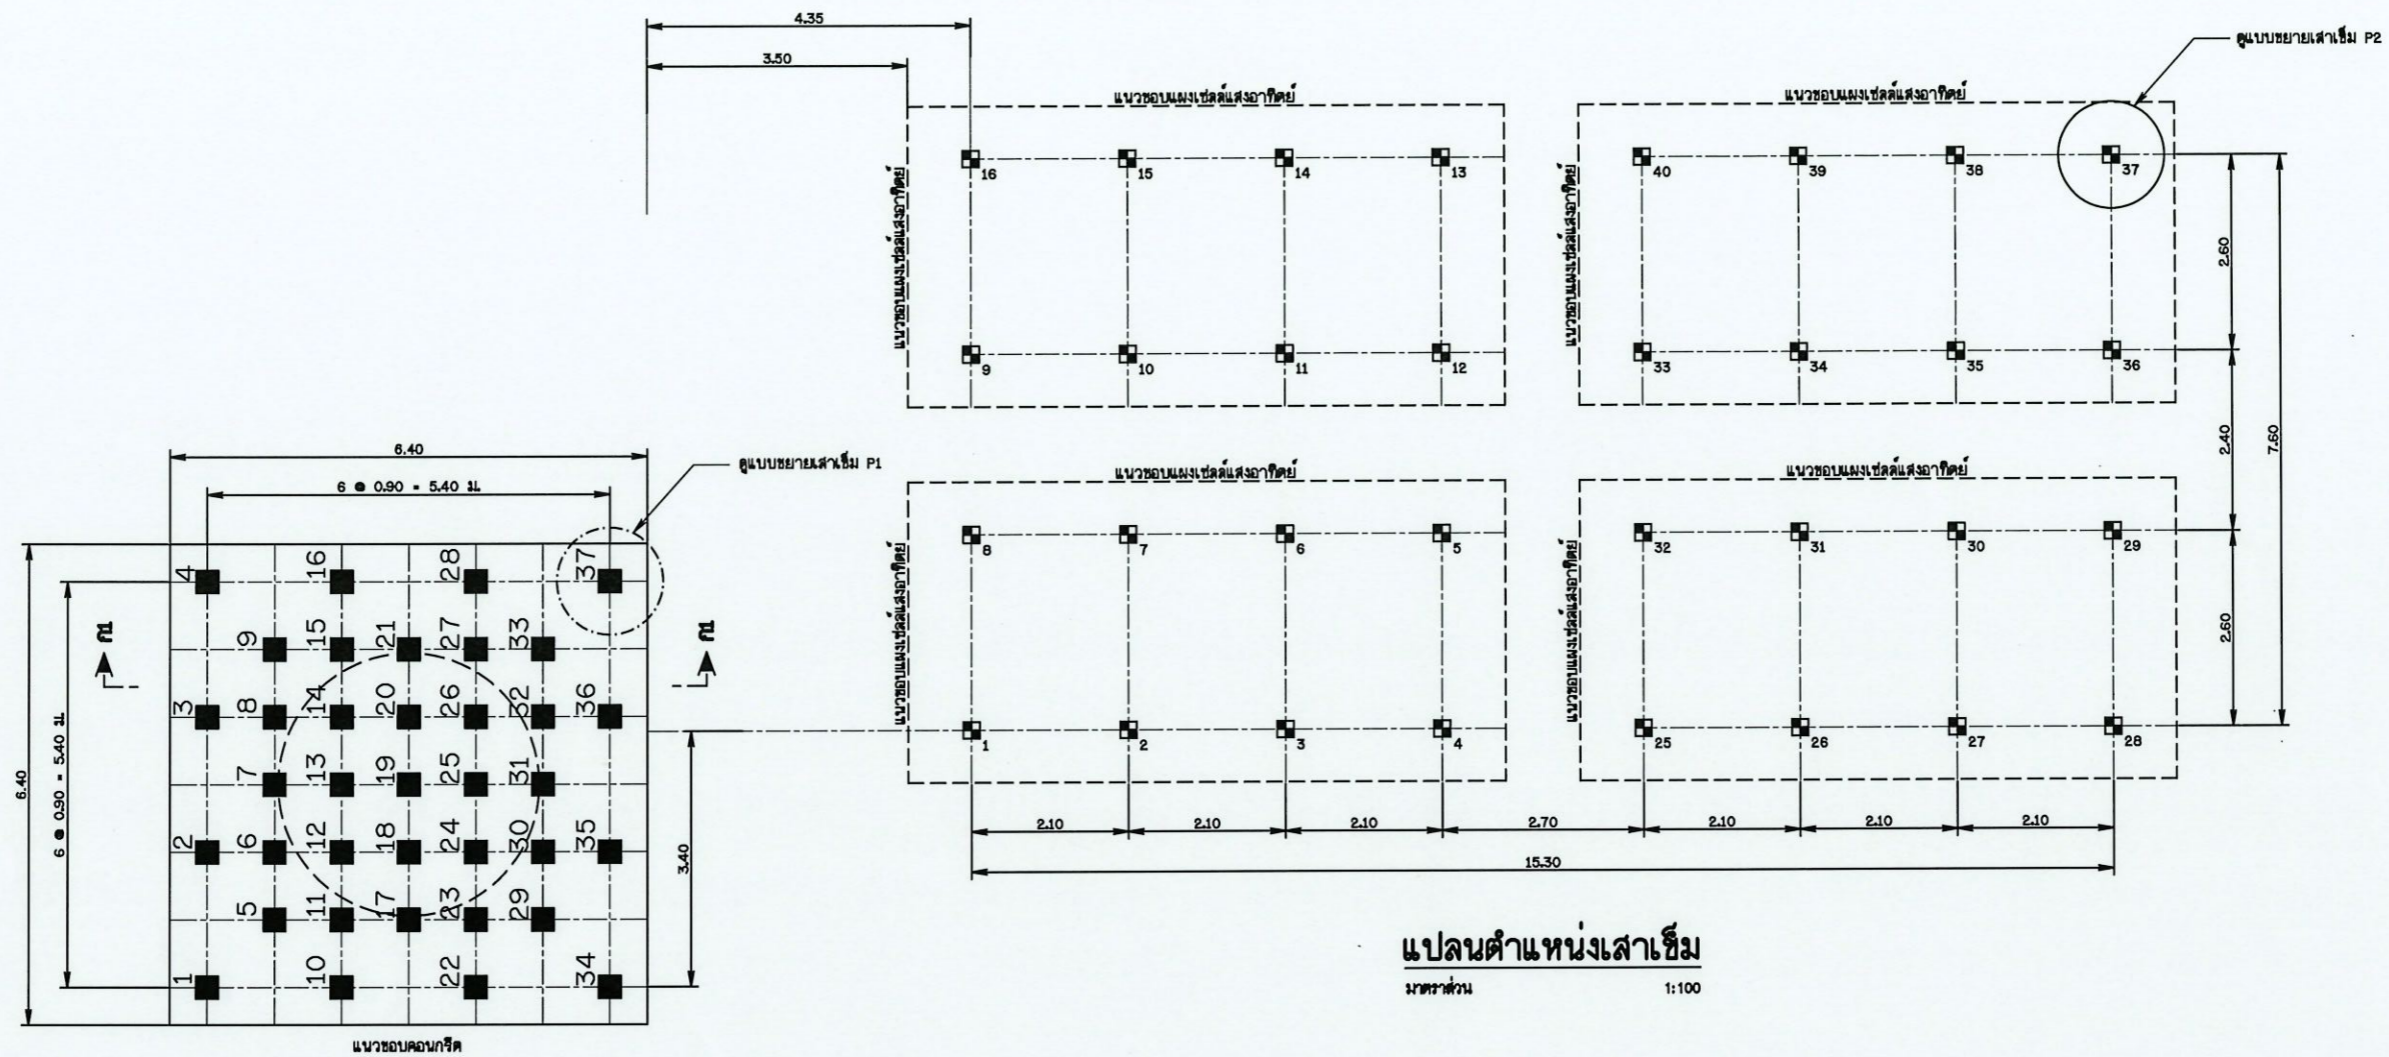 4.35
3.50
ดูแบบขยายเสาเข็ม P2
แนวขอบแผงเซลล์แสงอาทิตย์
แนวขอบแผงเซลล์แสงอาทิตย์
แนวขอบแผงเซลล์แสงอาทิตย์
แนวขอบแผงเซลล์แสงอาทิตย์
16 15 14 13
40 39 38 37
9 10 11 12
33 34 35 36
2.60
2.40
7.60
2.60
6.40
6 @ 0.90 = 5.40 ม.
ดูแบบขยายเสาเข็ม P1
แนวขอบแผงเซลล์แสงอาทิตย์
แนวขอบแผงเซลล์แสงอาทิตย์
แนวขอบแผงเซลล์แสงอาทิตย์
แนวขอบแผงเซลล์แสงอาทิตย์
8 7 6 5
32 31 30 29
1 2 3 4
25 26 27 28
6.40
6 @ 0.90 = 5.40 ม.
ก1
ก1
4 16 28 37
9 15 21 27 33
3 8 14 20 26 32 36
7 13 19 25 31
2 6 12 18 24 30 35
5 11 17 23 29
1 10 22 34
3.40
2.10 2.10 2.10 2.70 2.10 2.10 2.10
15.30
แปลนตำแหน่งเสาเข็ม
มาตราส่วน 1:100
แนวขอบคอนกรีต